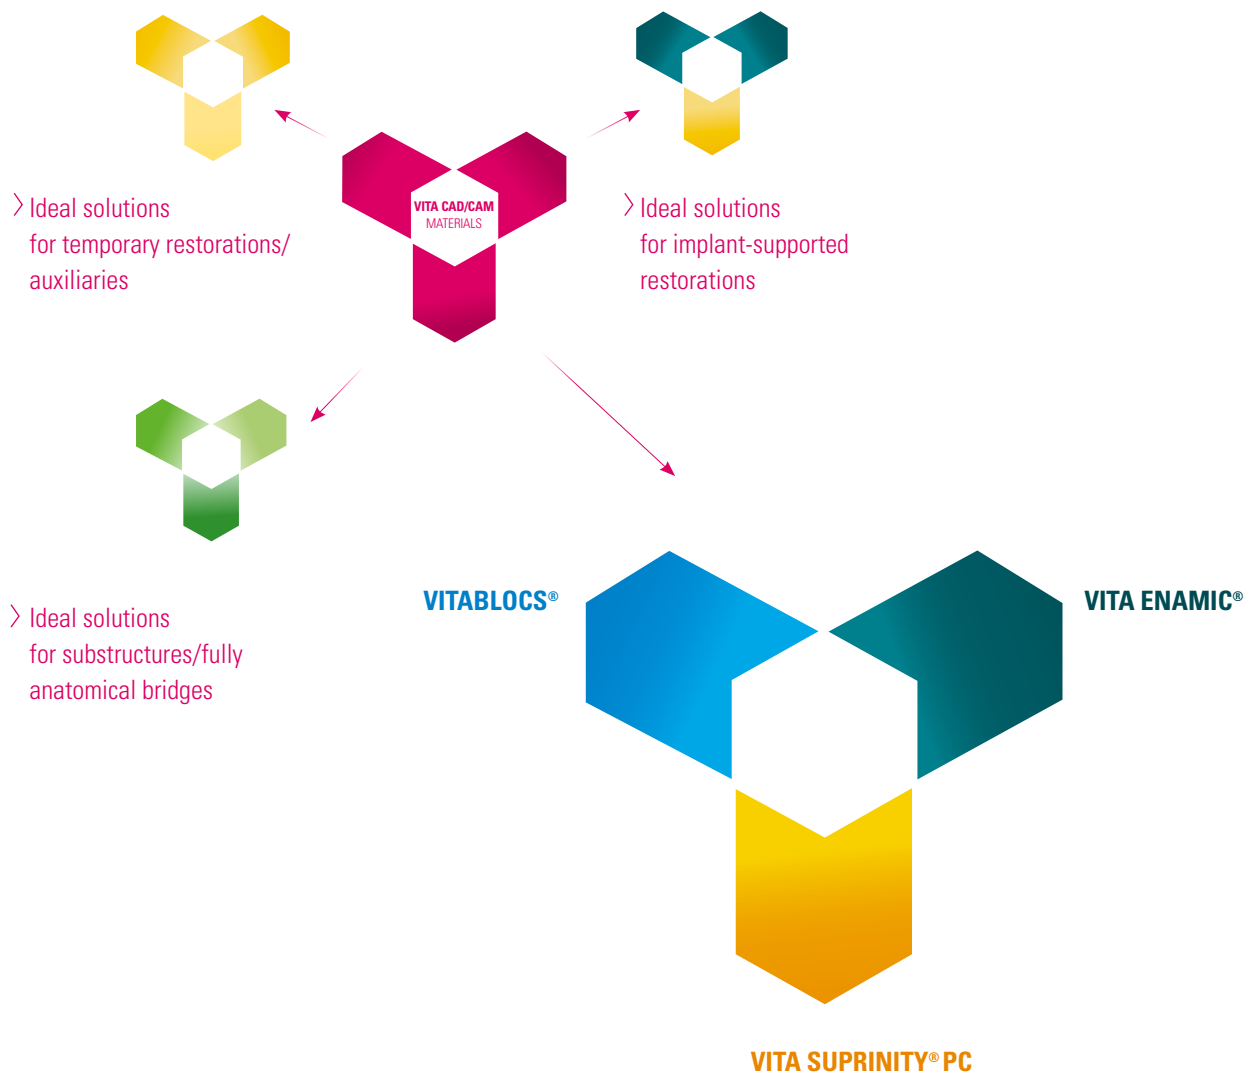 VITA CAD/CAM
MATERIALS
〉Ideal solutions
for temporary restorations/
auxiliaries
〉Ideal solutions
for implant-supported
restorations
〉Ideal solutions
for substructures/fully
anatomical bridges
VITABLOCS®
VITA ENAMIC®
VITA SUPRINITY® PC